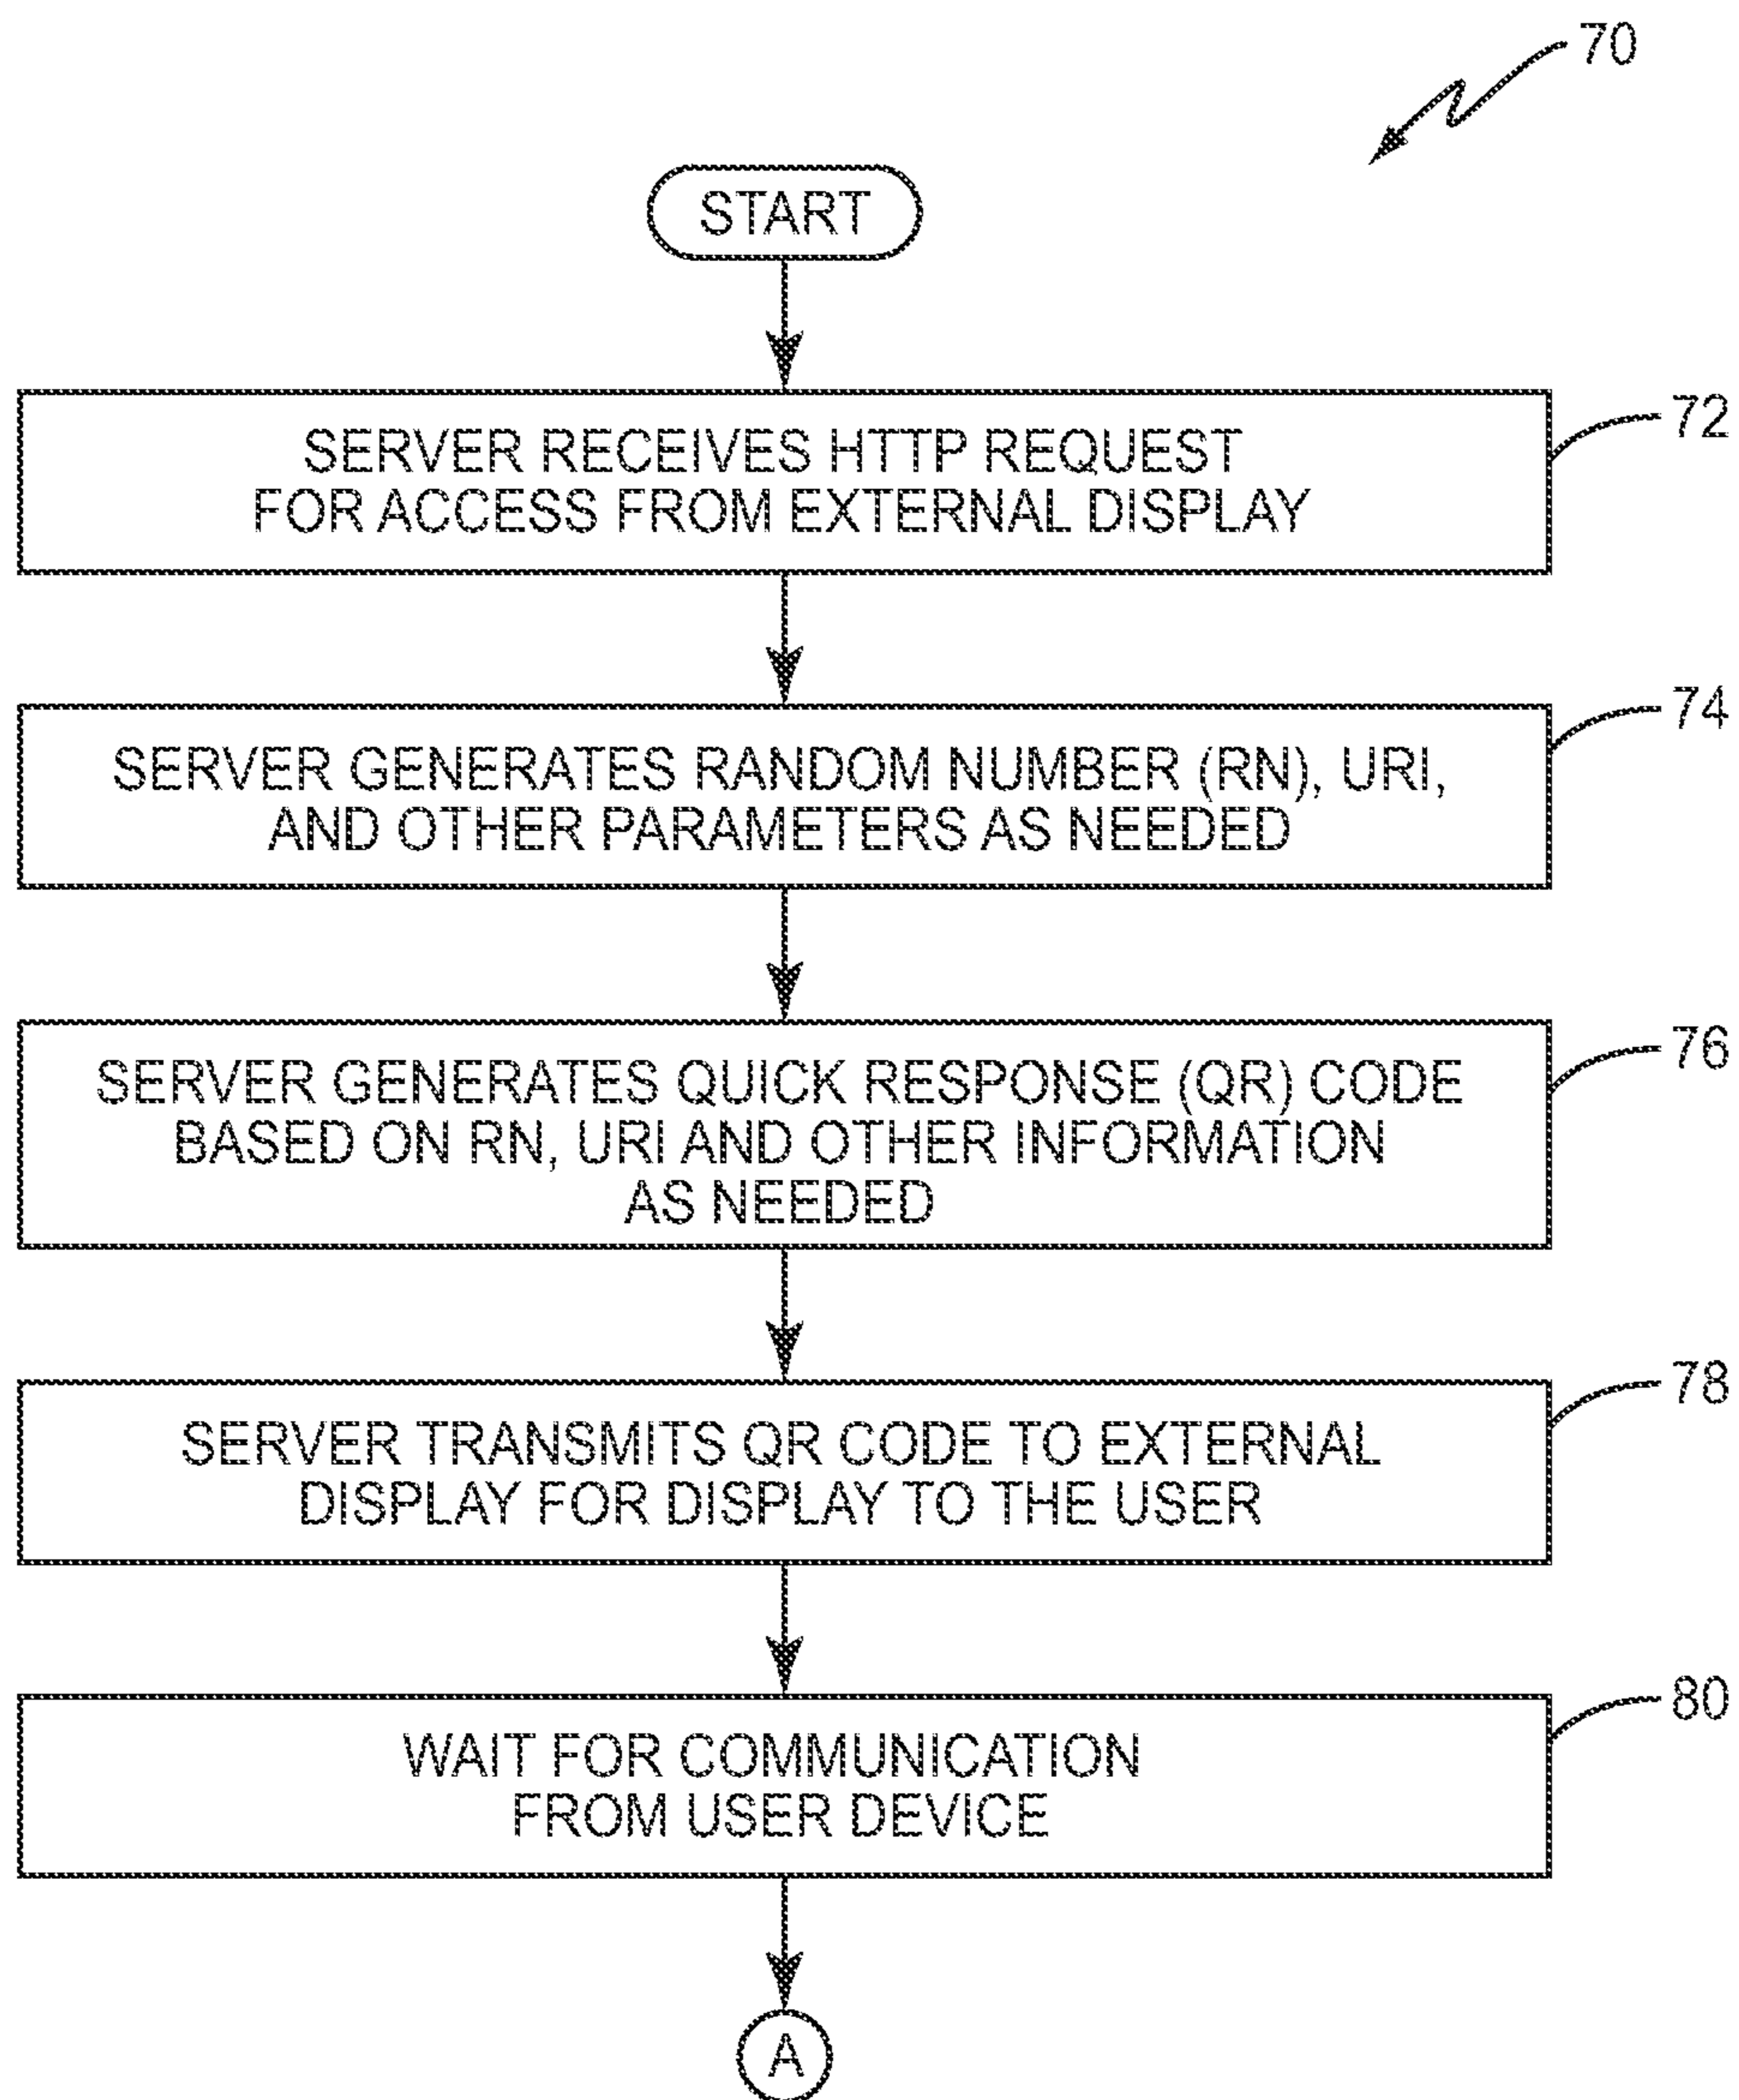 70
START
SERVER RECEIVES HTTP REQUEST
FOR ACCESS FROM EXTERNAL DISPLAY
72
SERVER GENERATES RANDOM NUMBER (RN), URI,
AND OTHER PARAMETERS AS NEEDED
74
SERVER GENERATES QUICK RESPONSE (QR) CODE
BASED ON RN, URI AND OTHER INFORMATION
AS NEEDED
76
SERVER TRANSMITS QR CODE TO EXTERNAL
DISPLAY FOR DISPLAY TO THE USER
78
WAIT FOR COMMUNICATION
FROM USER DEVICE
80
A